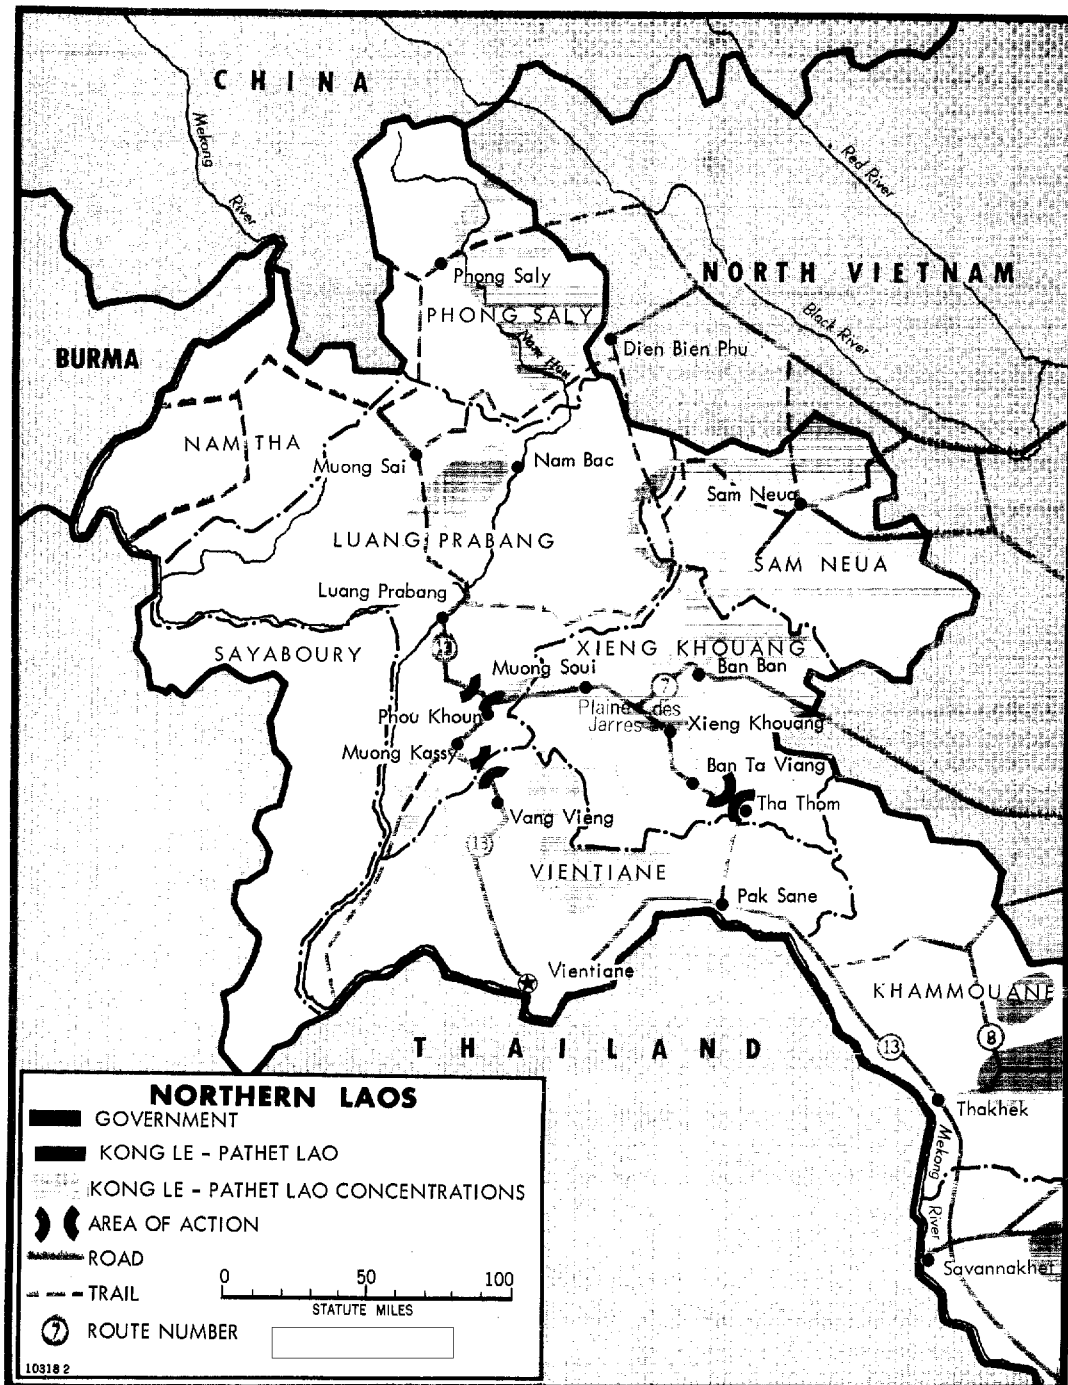 CHINA
Mekong
River
Red River
NORTH VIETNAM
Phong Saly
PHONG SALY
Nam Hou
Black River
BURMA
Dien Bien Phu
NAM THA
Muong Sai
Nam Bac
Sam Neua
LUANG PRABANG
SAM NEUA
Luang Prabang
13
SAYABOURY
XIENG KHOUANG
Muong Soui
Ban Ban
7
Plaine des
Jarres
Phou Khoun
Xieng Khouang
Muong Kassy
Ban Ta Viang
Tha Thom
Vang Vieng
13
VIENTIANE
Pak Sane
Vientiane
KHAMMOUANE
THAILAND
13
8
Thakhek
Mekong
River
Savannakhet
NORTHERN LAOS
GOVERNMENT
KONG LE - PATHET LAO
KONG LE - PATHET LAO CONCENTRATIONS
AREA OF ACTION
ROAD
TRAIL
0 50 100
STATUTE MILES
7 ROUTE NUMBER
10318 2